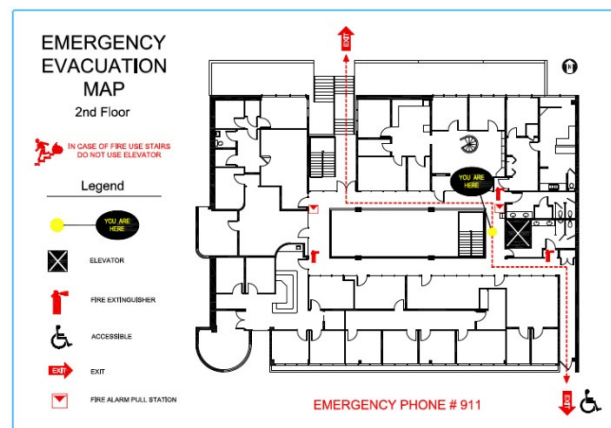 EMERGENCY
EVACUATION
MAP
2nd Floor
IN CASE OF FIRE USE STAIRS
DO NOT USE ELEVATOR
Legend
YOU ARE
HERE
ELEVATOR
FIRE EXTINGUISHER
ACCESSIBLE
EXIT
EXIT
FIRE ALARM PULL STATION
EXIT
YOU ARE
HERE
EXIT
EMERGENCY PHONE # 911